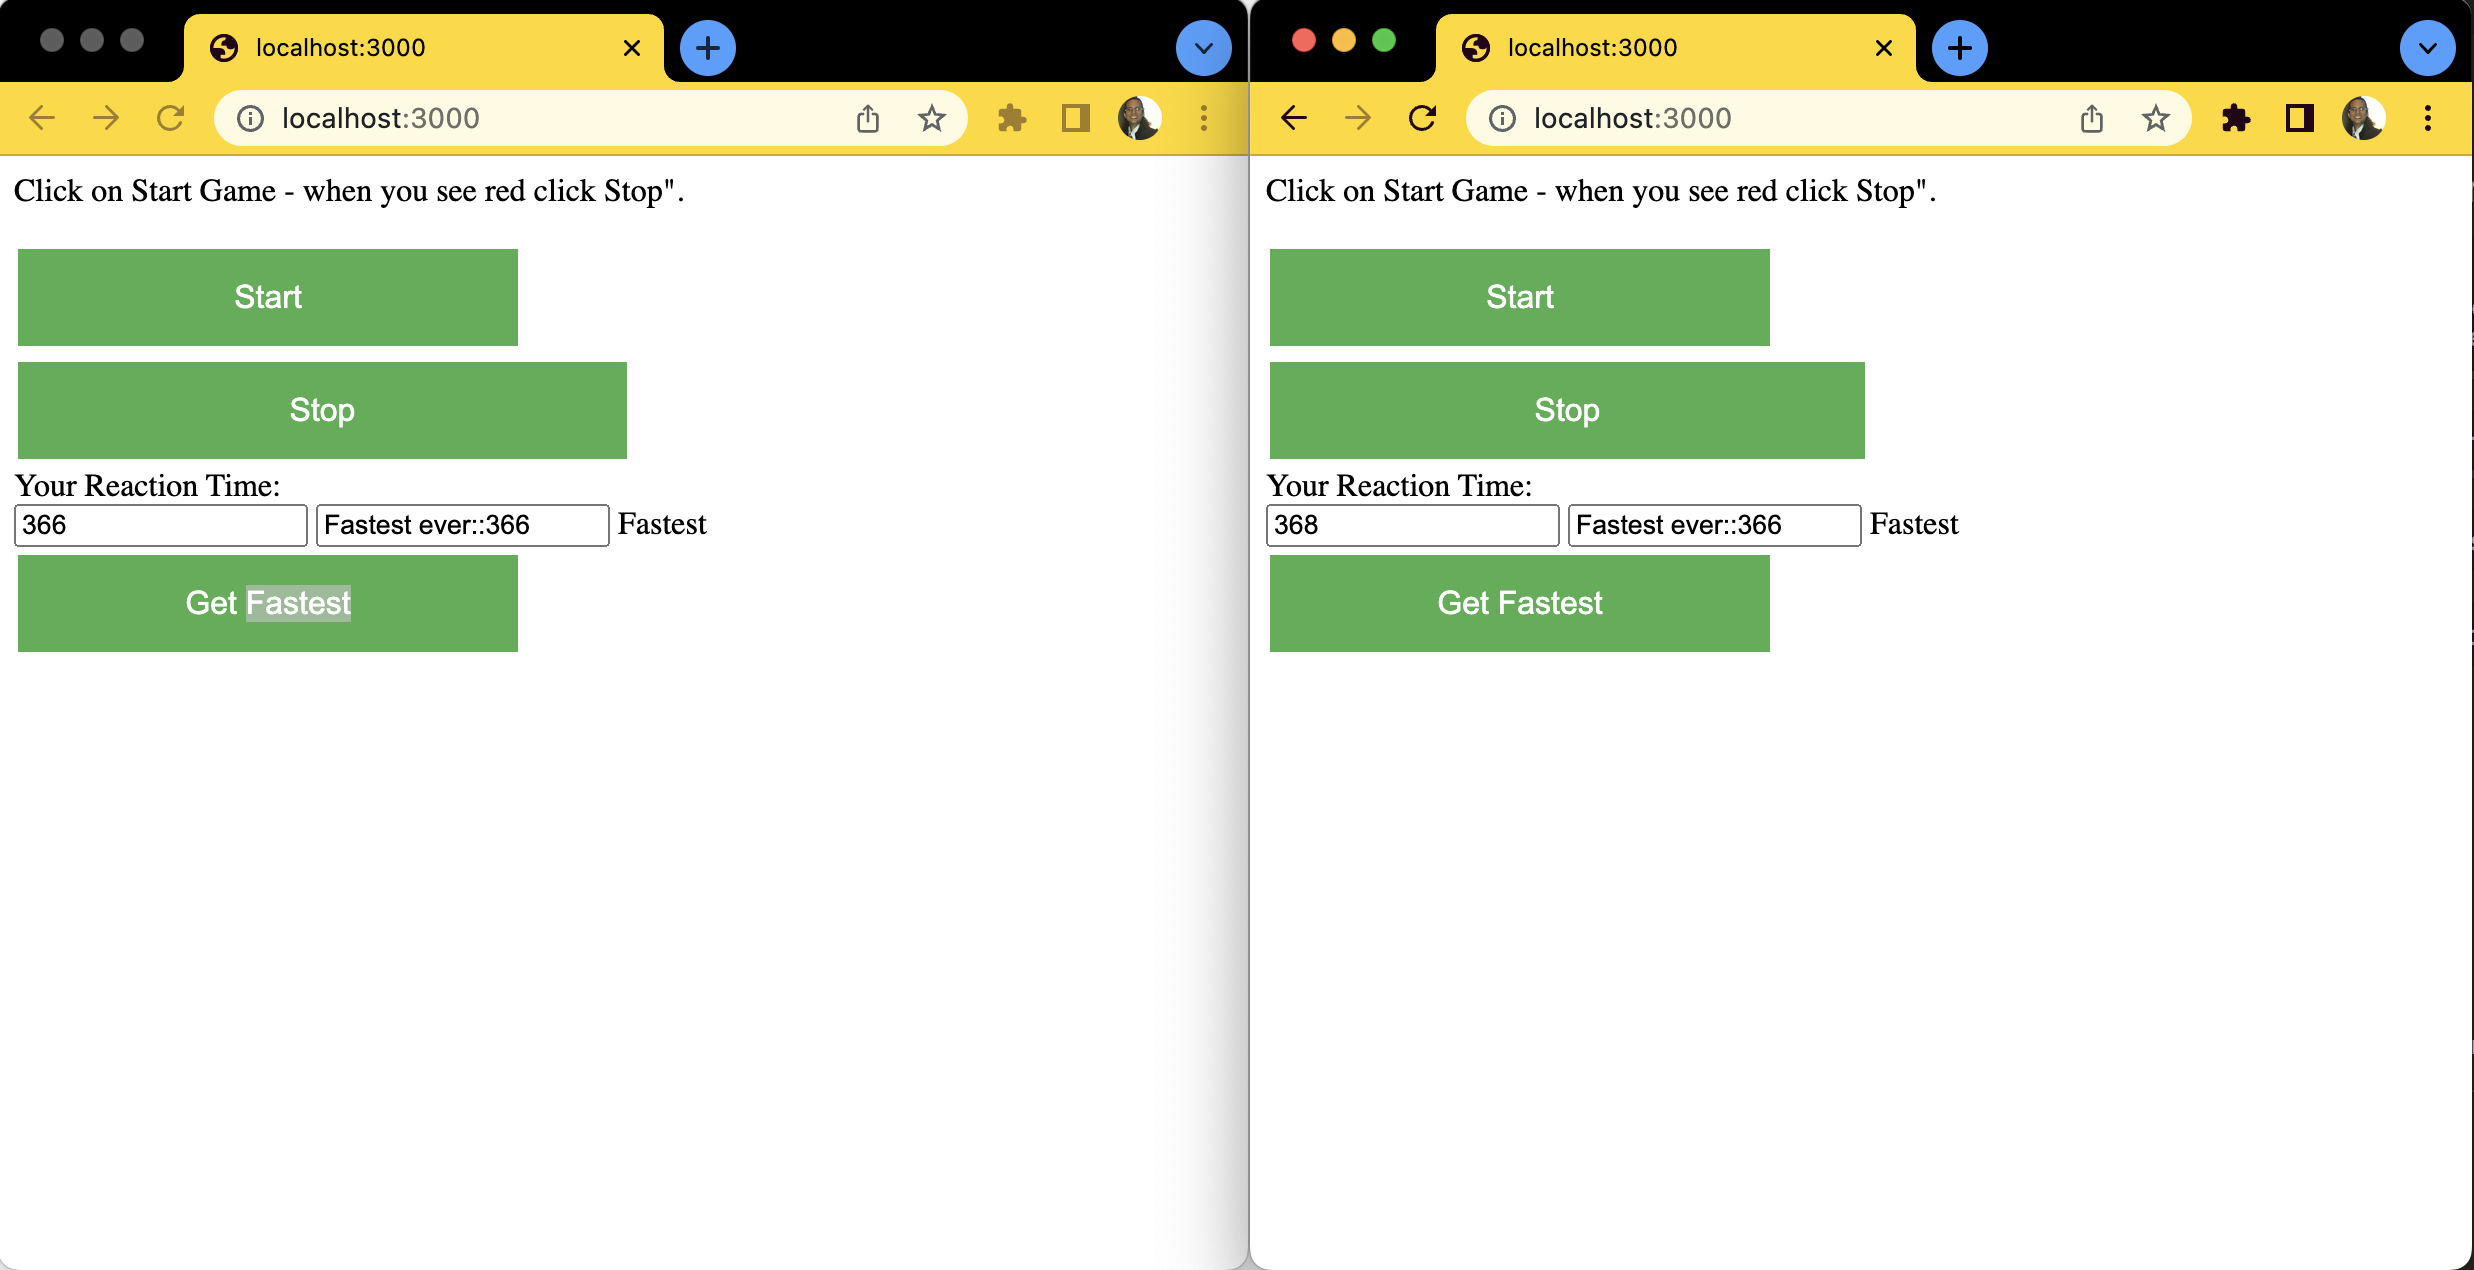 localhost:3000
localhost:3000
Click on Start Game - when you see red click Stop".
Start
Stop
Your Reaction Time:
366 Fastest ever::366 Fastest
Get Fastest
localhost:3000
localhost:3000
Click on Start Game - when you see red click Stop".
Start
Stop
Your Reaction Time:
368 Fastest ever::366 Fastest
Get Fastest